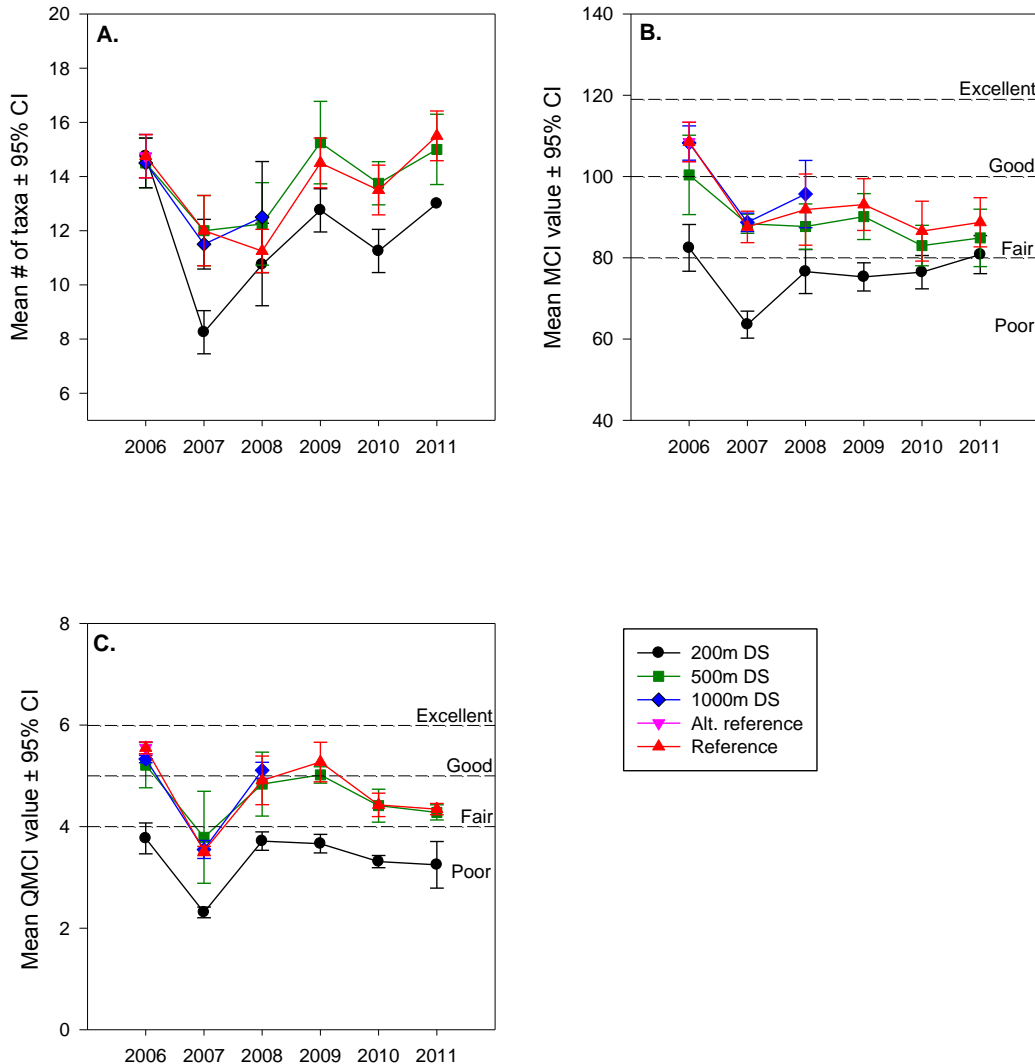 A.
Mean # of taxa ± 95% CI
20
18
16
14
12
10
8
6
2006 2007 2008 2009 2010 2011
B.
Mean MCI value ± 95% CI
140
120
100
80
60
40
Excellent
Good
Fair
Poor
2006 2007 2008 2009 2010 2011
C.
Mean QMCI value ± 95% CI
8
6
4
2
0
Excellent
Good
Fair
Poor
2006 2007 2008 2009 2010 2011
200m DS
500m DS
1000m DS
Alt. reference
Reference